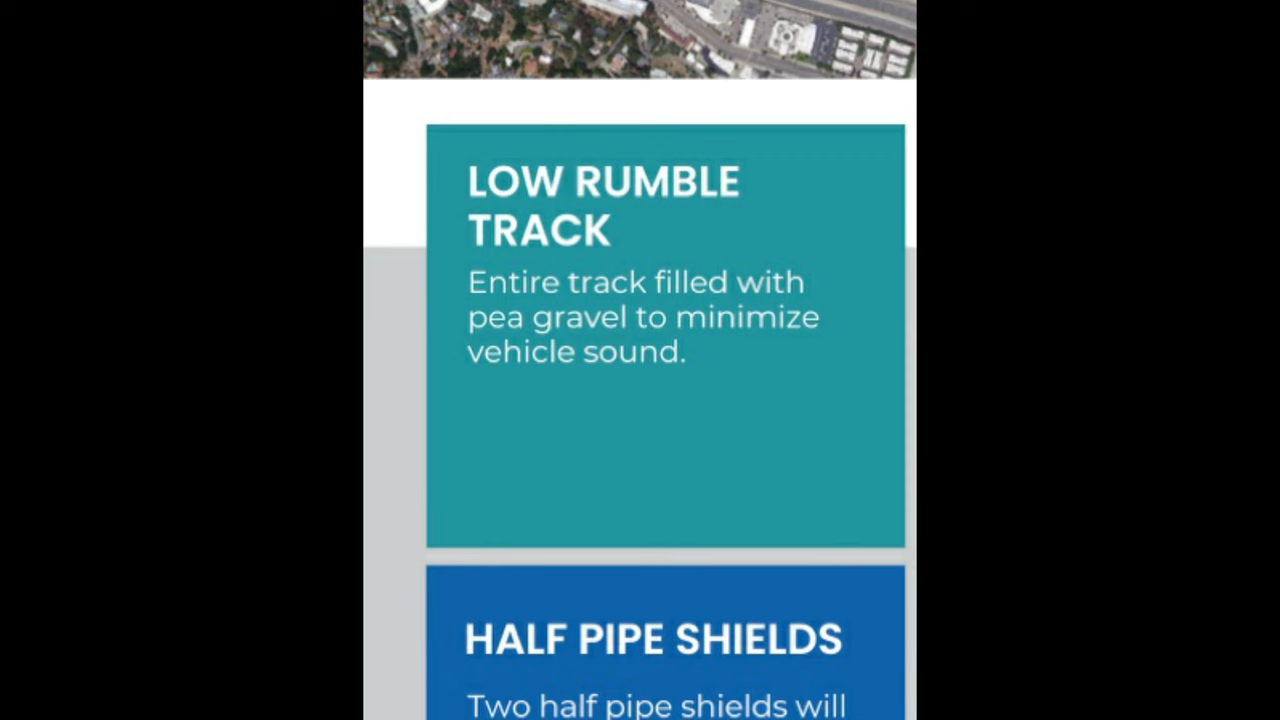 LOW RUMBLE
TRACK
Entire track filled with
pea gravel to minimize
vehicle sound.
HALF PIPE SHIELDS
Two half pipe shields will